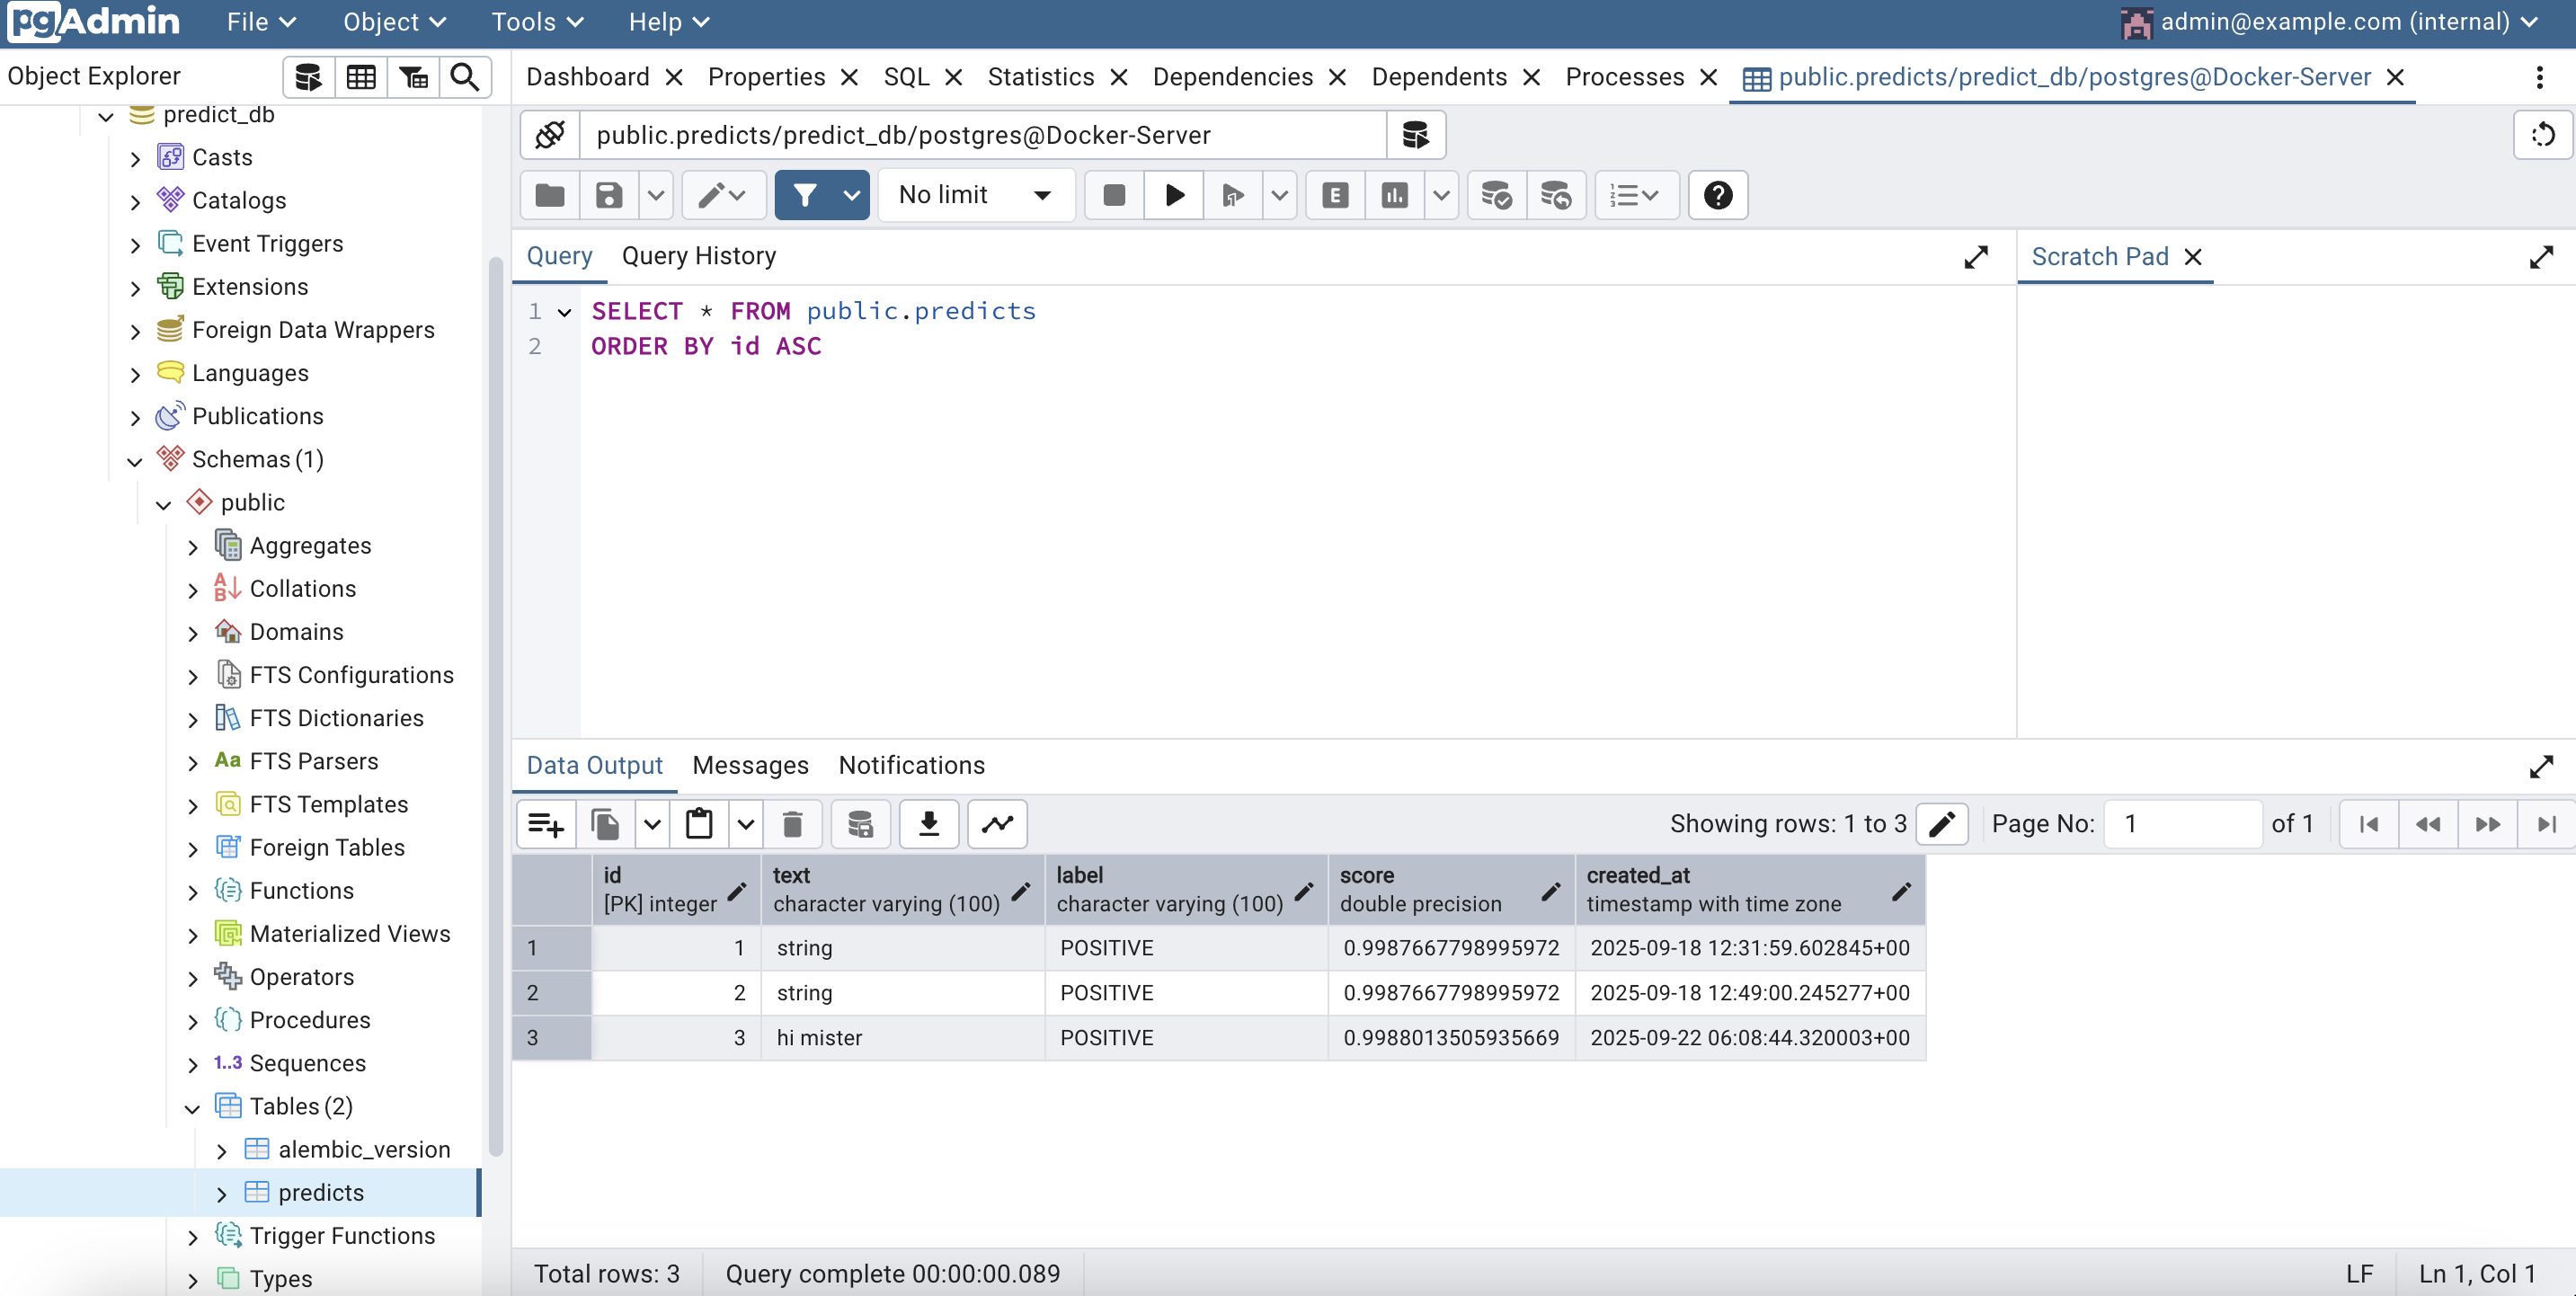 pgAdmin File Object Tools Help admin@example.com (internal)
Object Explorer
Dashboard Properties SQL Statistics Dependencies Dependents Processes public.predicts/predict_db/postgres@Docker-Server
predict_db
Casts
Catalogs
Event Triggers
Extensions
Foreign Data Wrappers
Languages
Publications
Schemas (1)
public
Aggregates
Collations
Domains
FTS Configurations
FTS Dictionaries
Aa FTS Parsers
FTS Templates
Foreign Tables
Functions
Materialized Views
Operators
Procedures
1..3 Sequences
Tables (2)
alembic_version
predicts
Trigger Functions
Types
public.predicts/predict_db/postgres@Docker-Server
No limit E
Query Query History
Scratch Pad
1 SELECT * FROM public.predicts
2 ORDER BY id ASC
Data Output Messages Notifications
Showing rows: 1 to 3 Page No: 1 of 1
id text label score created_at
[PK] integer character varying (100) character varying (100) double precision timestamp with time zone
1 1 string POSITIVE 0.9987667798995972 2025-09-18 12:31:59.602845+00
2 2 string POSITIVE 0.9987667798995972 2025-09-18 12:49:00.245277+00
3 3 hi mister POSITIVE 0.9988013505935669 2025-09-22 06:08:44.320003+00
Total rows: 3 Query complete 00:00:00.089 LF Ln 1, Col 1